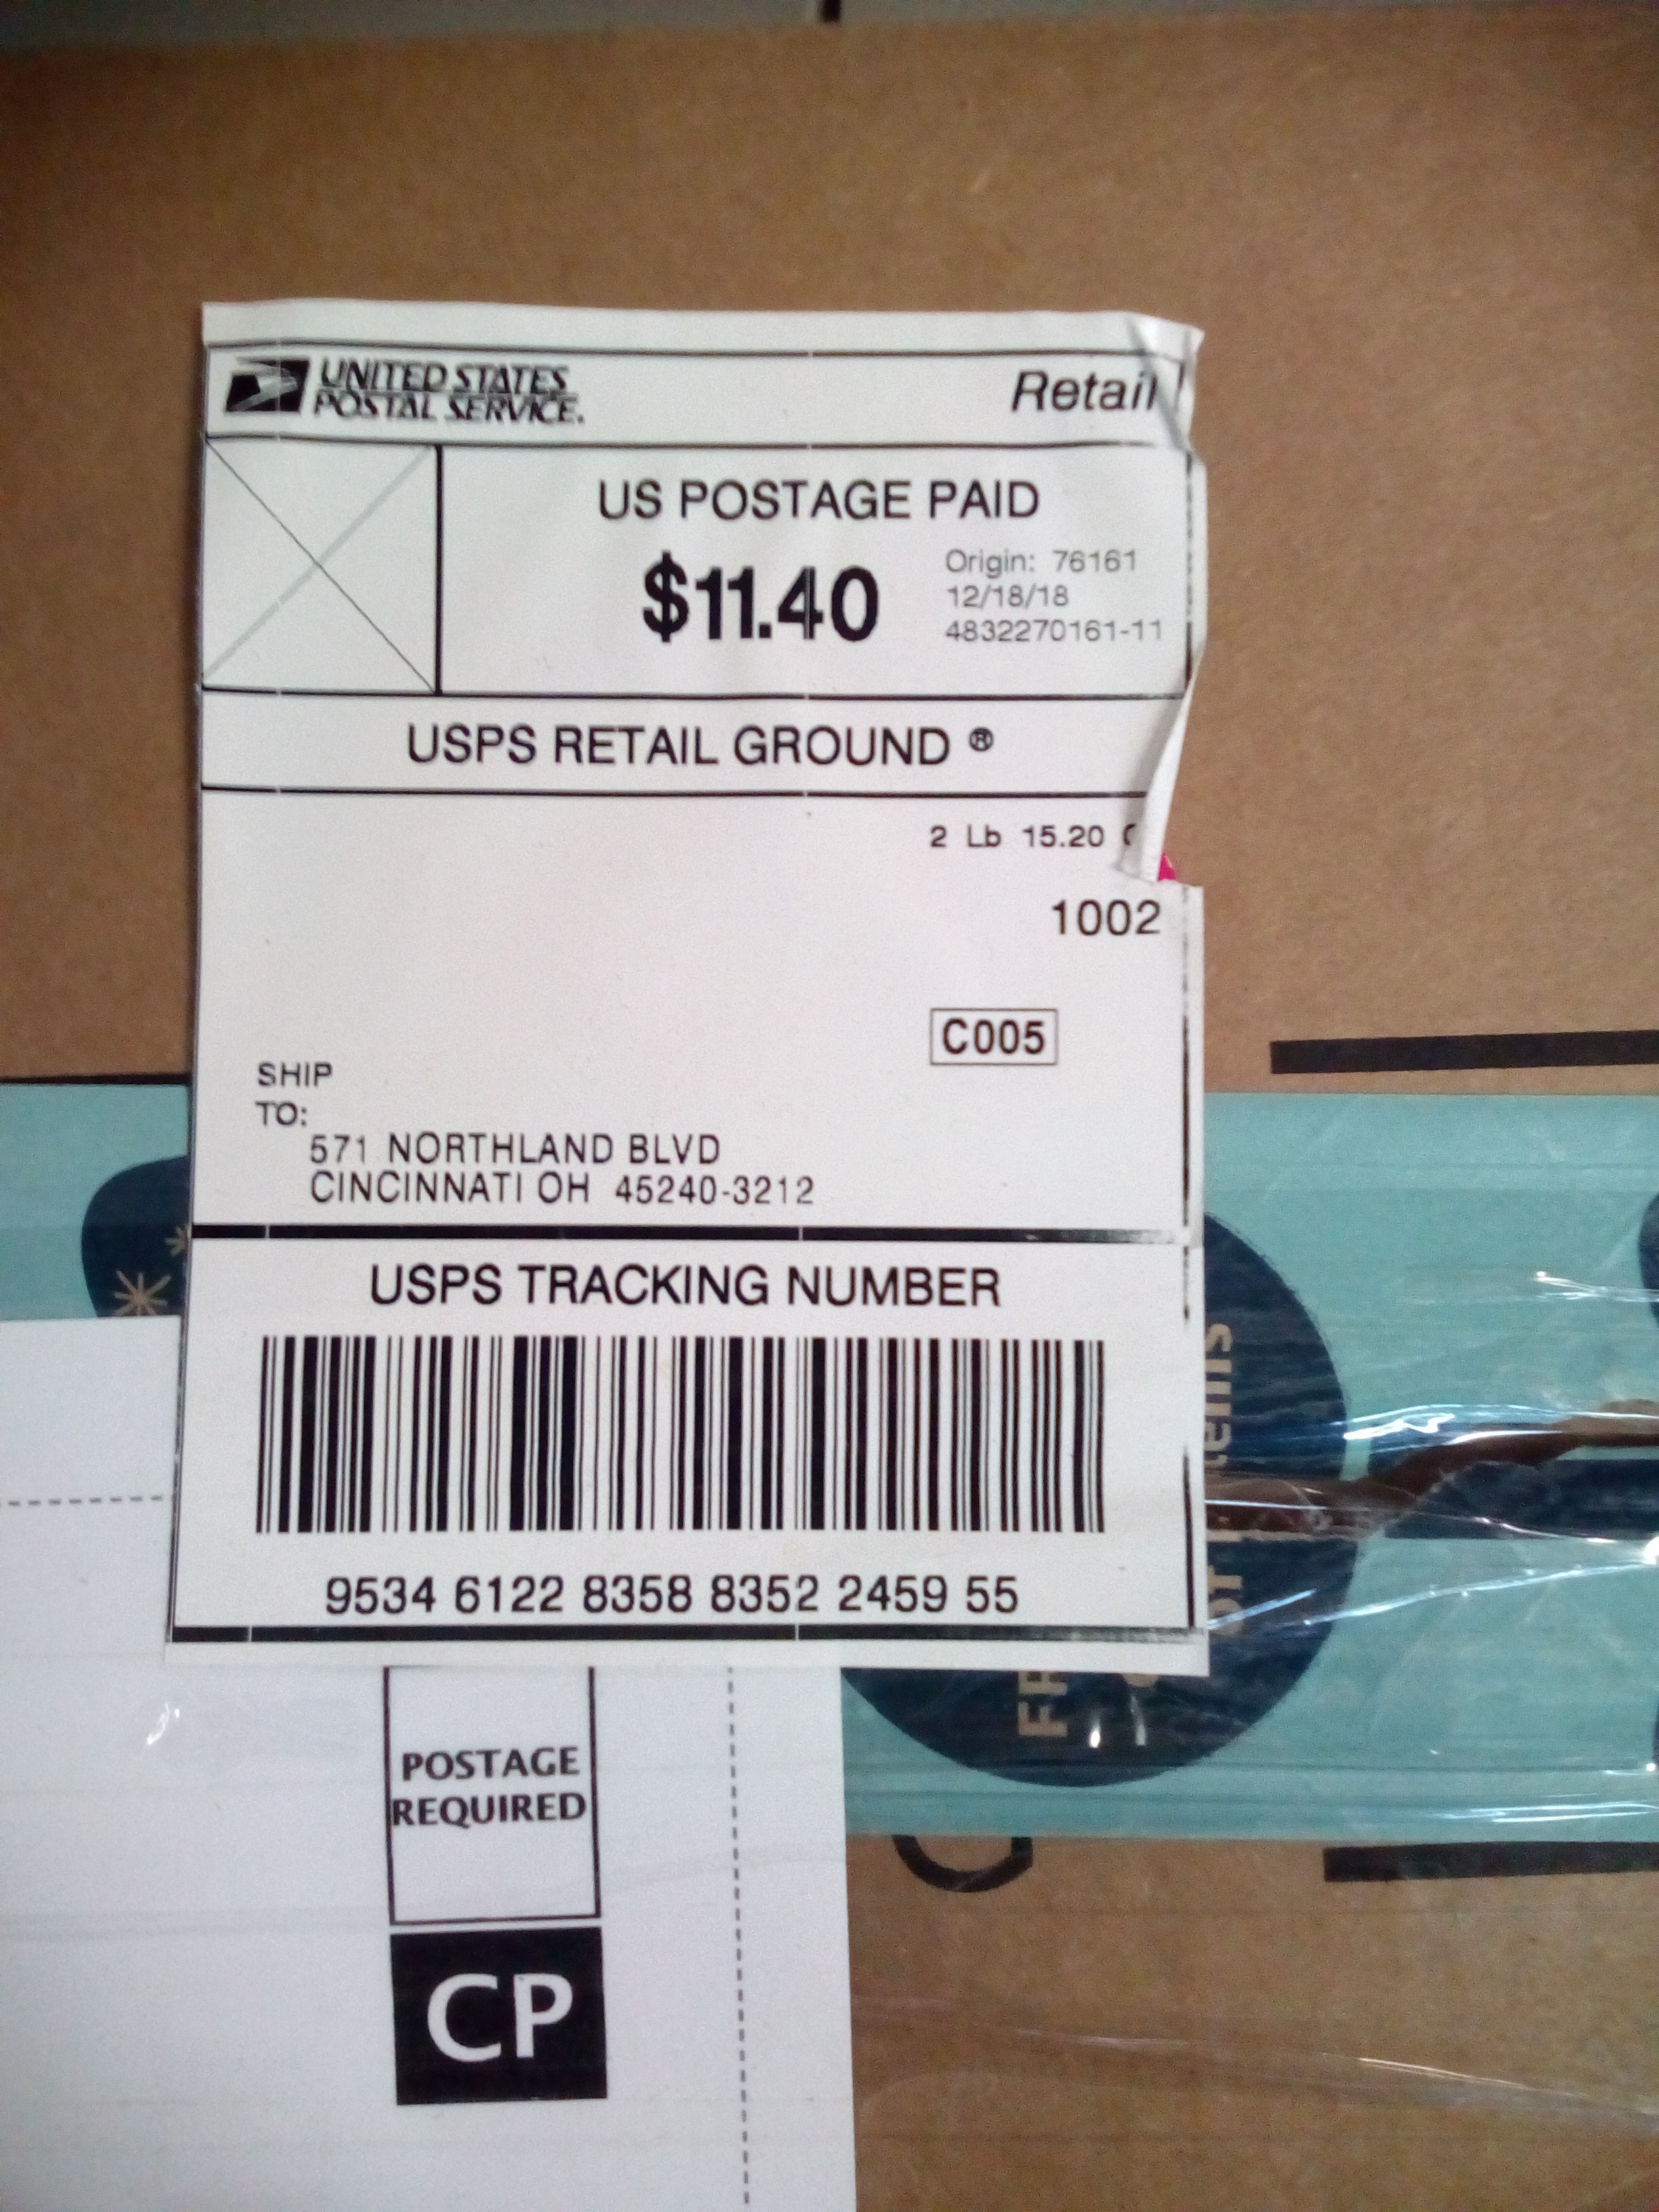 UNITED STATES
POSTAL SERVICE.
Retail
US POSTAGE PAID
$11.40
Origin: 76161
12/18/18
4832270161-11
USPS RETAIL GROUND ®
2 Lb 15.20
1002
C005
SHIP
TO:
571 NORTHLAND BLVD
CINCINNATI OH 45240-3212
USPS TRACKING NUMBER
9534 6122 8358 8352 2459 55
POSTAGE
REQUIRED
CP